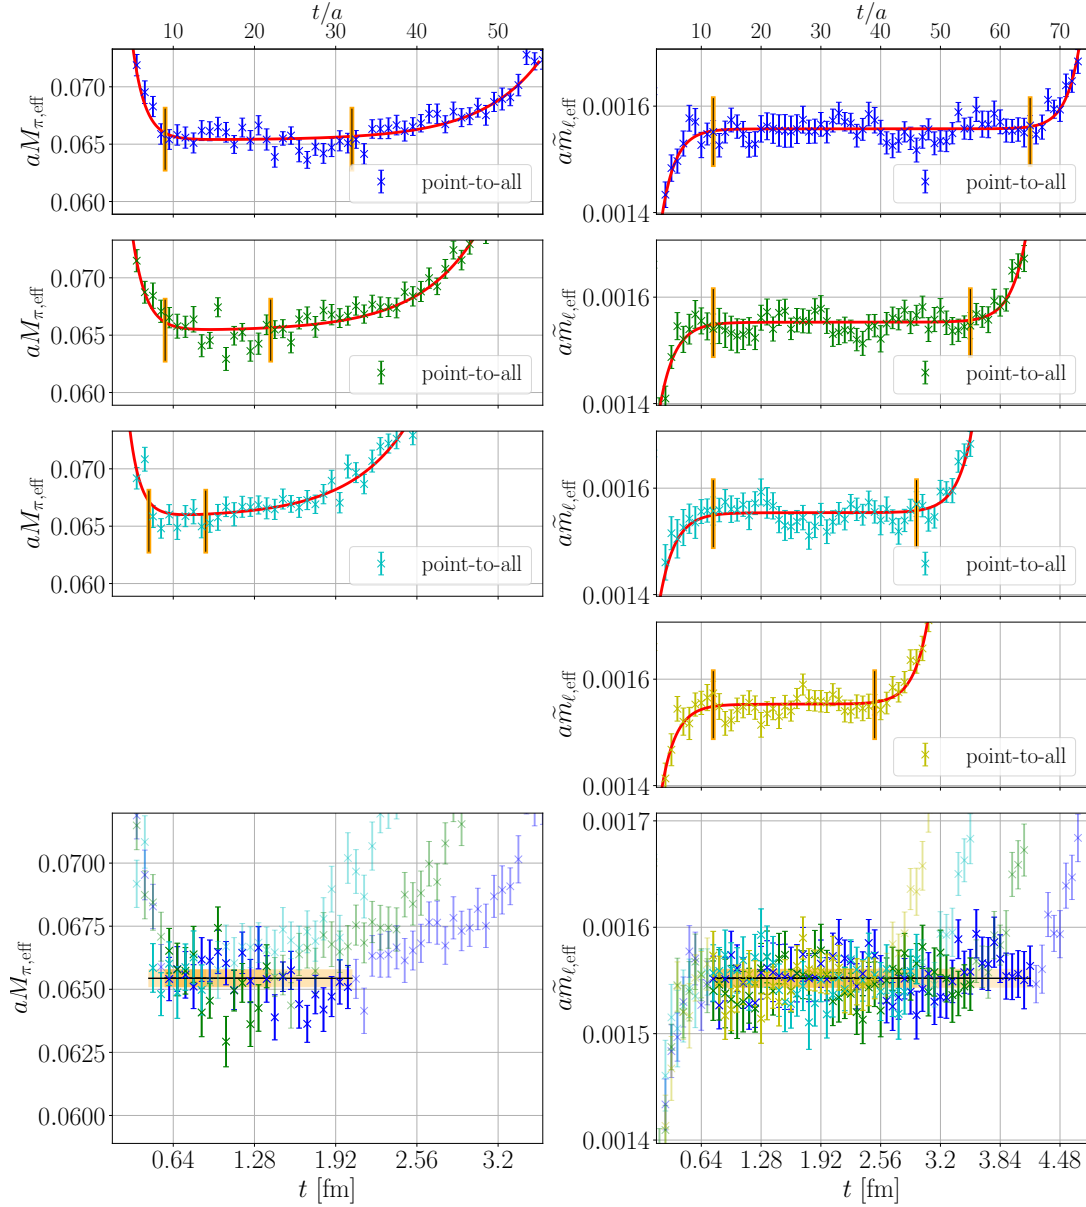 t/a t/a
10 20 30 40 50
10 20 30 40 50 60 70
aM_{π,eff}
0.070
0.065
0.060
point-to-all
am̃_{ℓ,eff}
0.0016
0.0014
point-to-all
aM_{π,eff}
0.070
0.065
0.060
point-to-all
am̃_{ℓ,eff}
0.0016
0.0014
point-to-all
aM_{π,eff}
0.070
0.065
0.060
point-to-all
am̃_{ℓ,eff}
0.0016
0.0014
point-to-all
am̃_{ℓ,eff}
0.0016
0.0014
point-to-all
aM_{π,eff}
0.0700
0.0675
0.0650
0.0625
0.0600
0.64 1.28 1.92 2.56 3.2
t [fm]
am̃_{ℓ,eff}
0.0017
0.0016
0.0015
0.0014
0.64 1.28 1.92 2.56 3.2 3.84 4.48
t [fm]